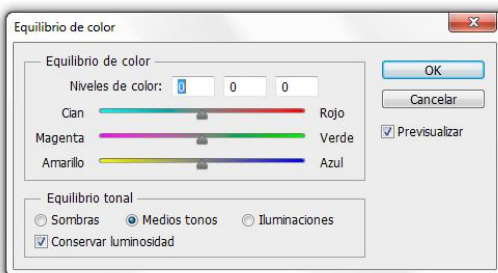 Equilibrio de color
Equilibrio de color
Niveles de color: 0 0 0
Cian Rojo
Magenta Verde
Amarillo Azul
OK
Cancelar
Previsualizar
Equilibrio tonal
Sombras Medios tonos Iluminaciones
Conservar luminosidad